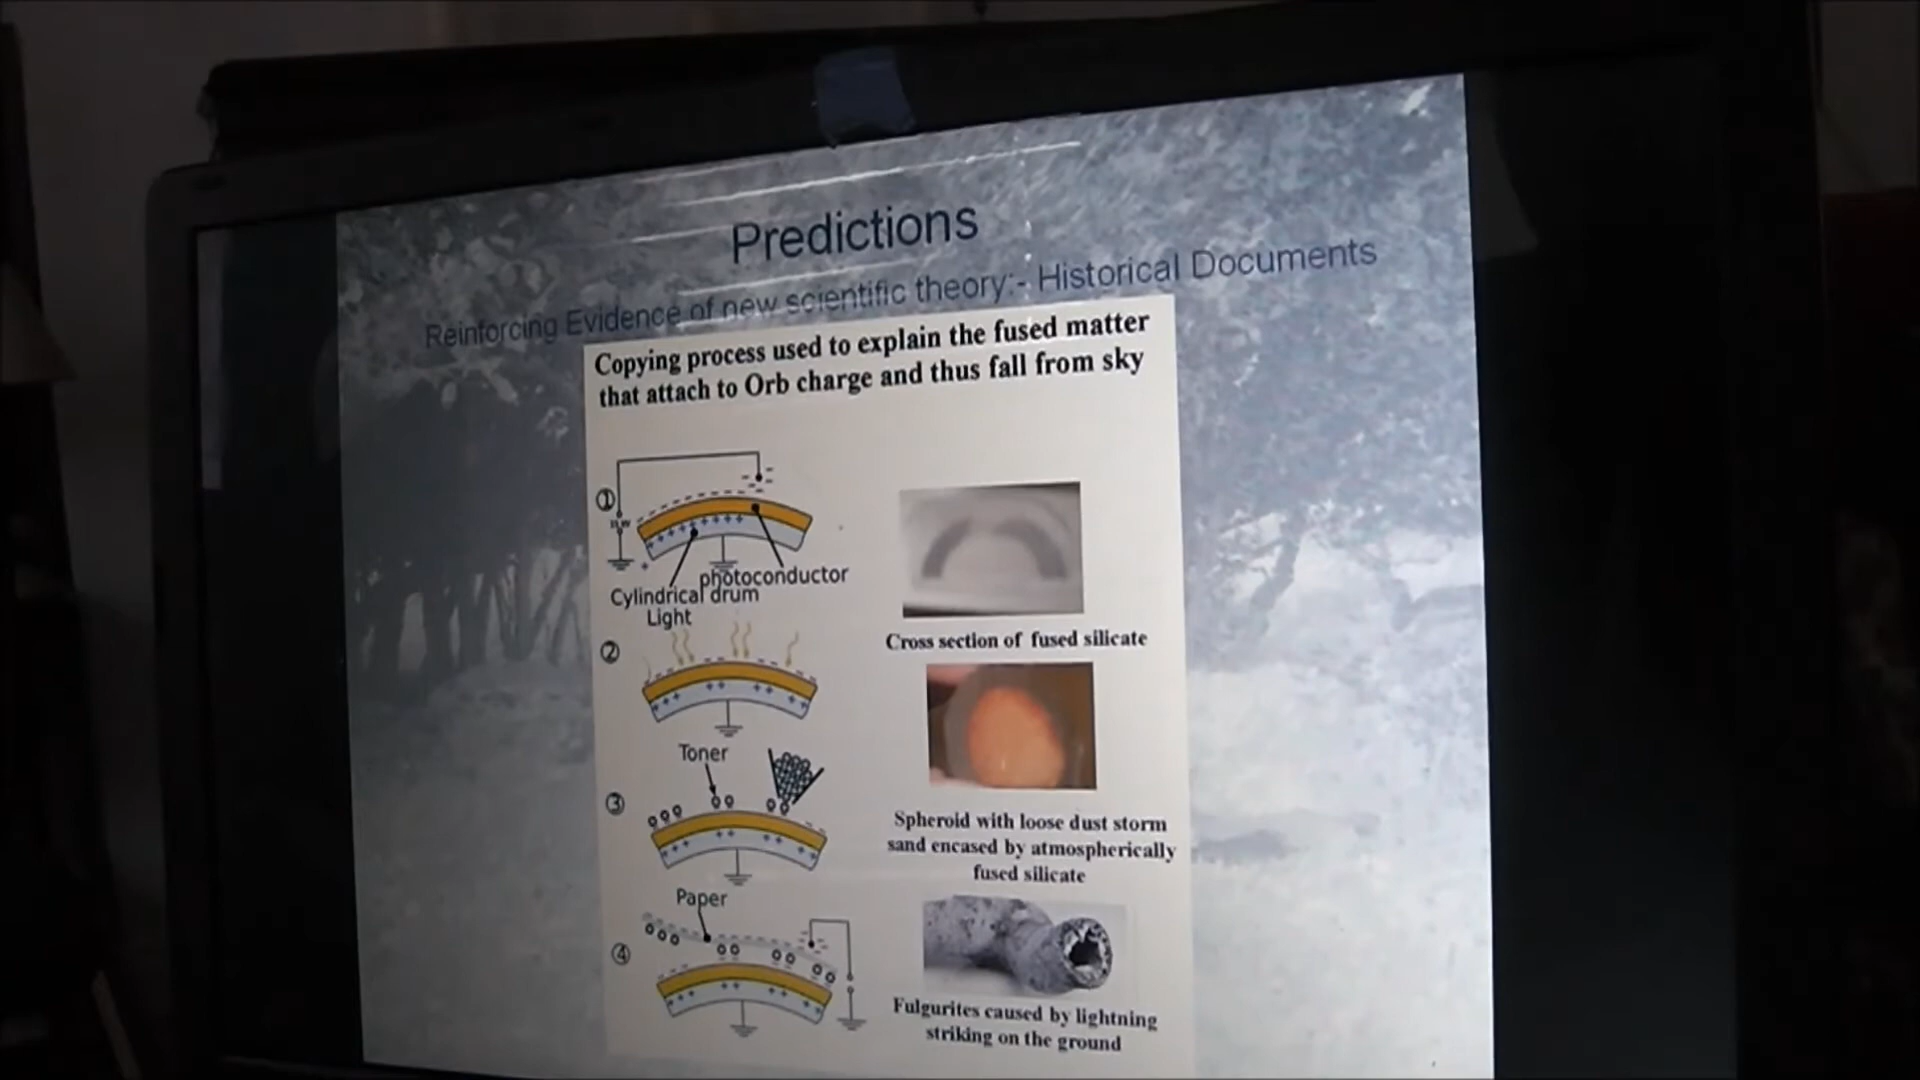 Predictions
Reinforcing Evidence of new scientific theory:- Historical Documents
Copying process used to explain the fused matter
that attach to Orb charge and thus fall from sky
①
photoconductor
Cylindrical drum
Light
②
Toner
③
Paper
④
Cross section of fused silicate
Spheroid with loose dust storm
sand encased by atmospherically
fused silicate
Fulgurites caused by lightning
striking on the ground